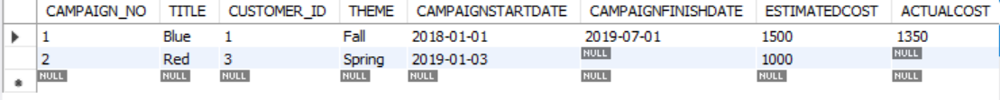 CAMPAIGN_NO TITLE CUSTOMER_ID THEME CAMPAIGNSTARTDATE CAMPAIGNFINISHDATE ESTIMATEDCOST ACTUALCOST
1 Blue 1 Fall 2018-01-01 2019-07-01 1500 1350
2 Red 3 Spring 2019-01-03 NULL 1000 NULL
NULL NULL NULL NULL NULL NULL NULL NULL